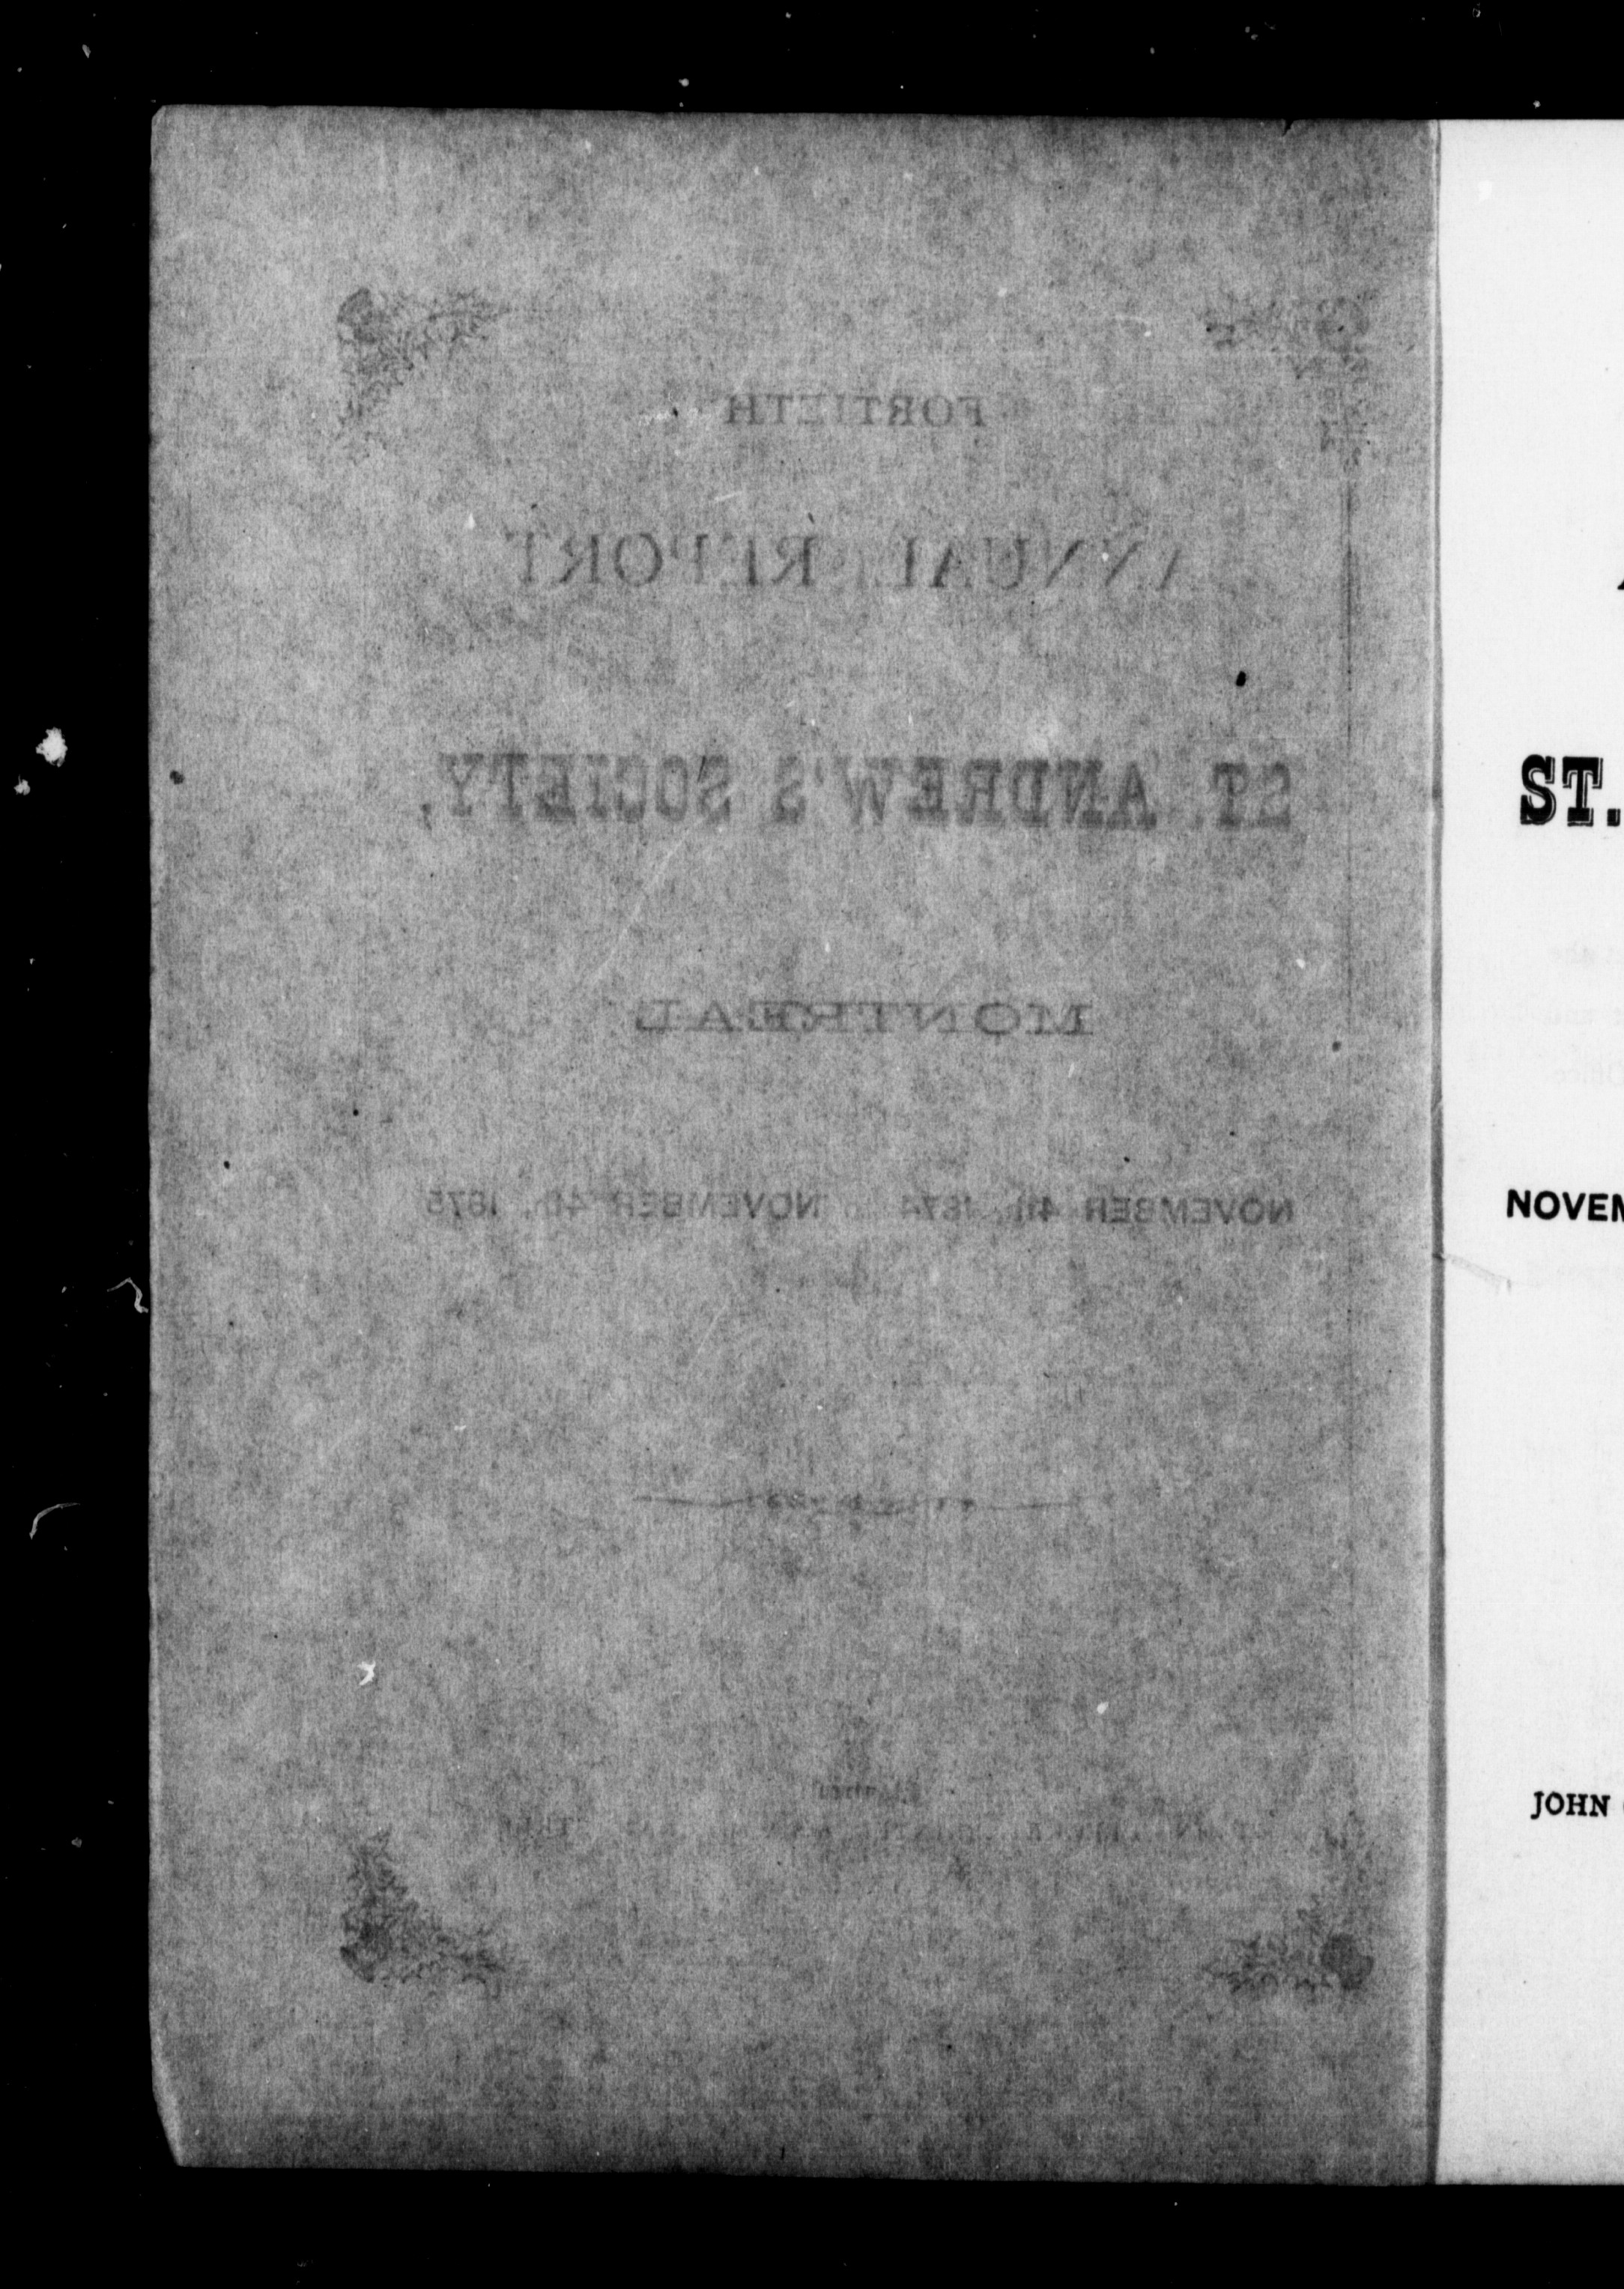 FORTIETH
ANNUAL REPORT
ST. ANDREW'S SOCIETY,
MONTREAL
NOVEMBER 4th, 1874 to NOVEMBER 4th, 1875
ST.
NOVEM
JOHN